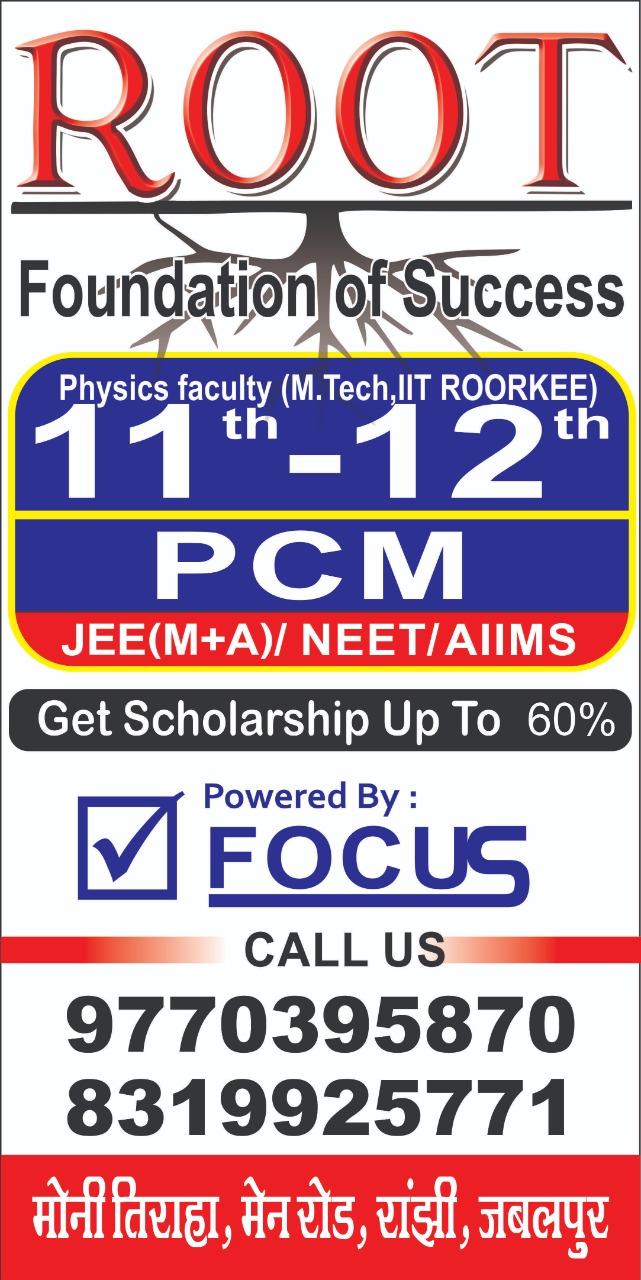 ROOT
Foundation of Success
Physics faculty (M.Tech,IIT ROORKEE)
11th-12th
PCM
JEE(M+A)/ NEET/AIIMS
Get Scholarship Up To 60%
Powered By :
FOCUS
CALL US
9770395870
8319925771
मोनी तिराहा, मेन रोड, रांझी, जबलपुर